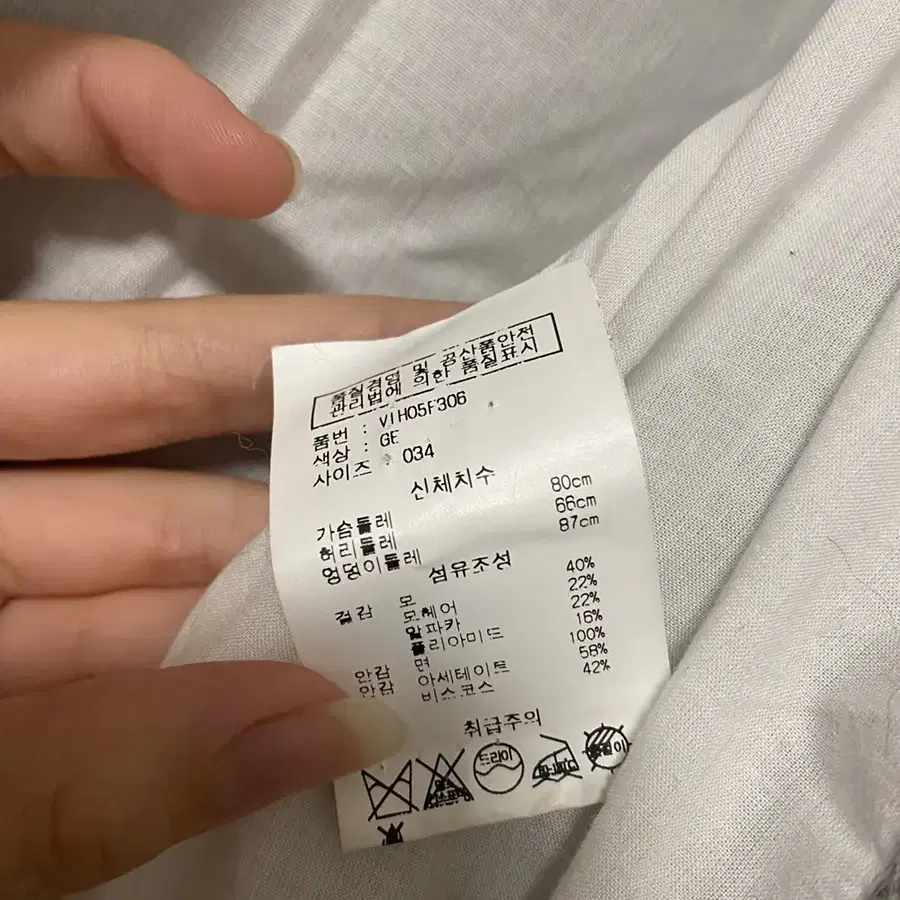 품질경영 및 공산품안전
관리법에 의한 품질표시
품번 : VIH05F306
색상 : GE
사이즈 : 034
신체치수
가슴둘레 80cm
허리둘레 66cm
엉덩이둘레 87cm
섬유조성
겉감 모 40%
모헤어 22%
알파카 22%
폴리아미드 16%
안감 면 100%
안감 아세테이트 58%
비스코스 42%
취급주의
드라이